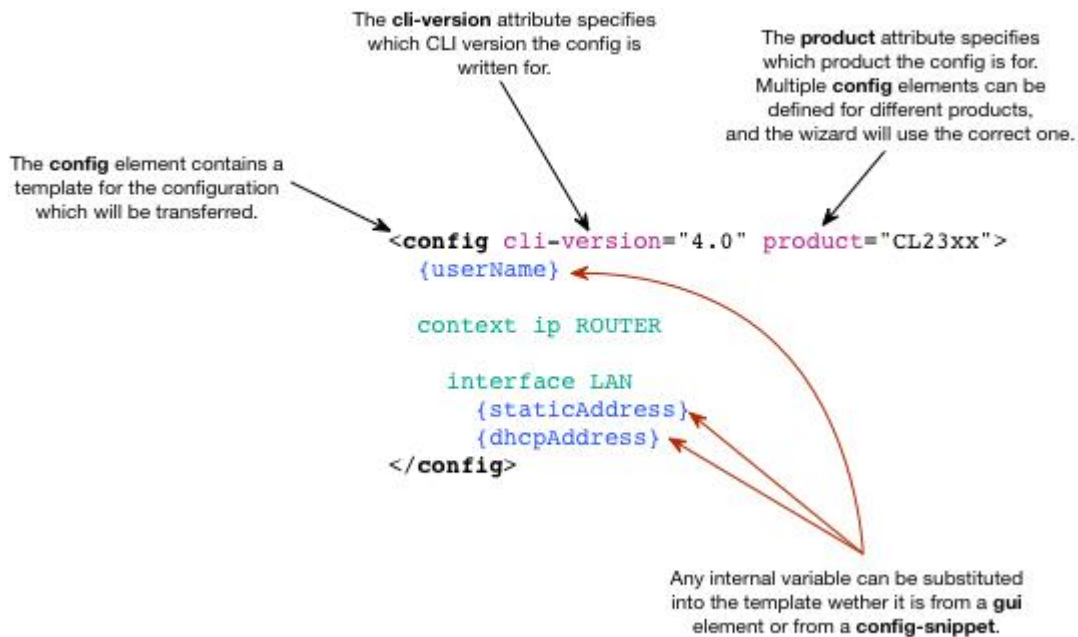 The cli-version attribute specifies
which CLI version the config is
written for.
The product attribute specifies
which product the config is for.
Multiple config elements can be
defined for different products,
and the wizard will use the correct one.
The config element contains a
template for the configuration
which will be transferred.
<config cli-version="4.0" product="CL23xx">
{userName}
context ip ROUTER
interface LAN
{staticAddress}
{dhcpAddress}
</config>
Any internal variable can be substituted
into the template wether it is from a gui
element or from a config-snippet.